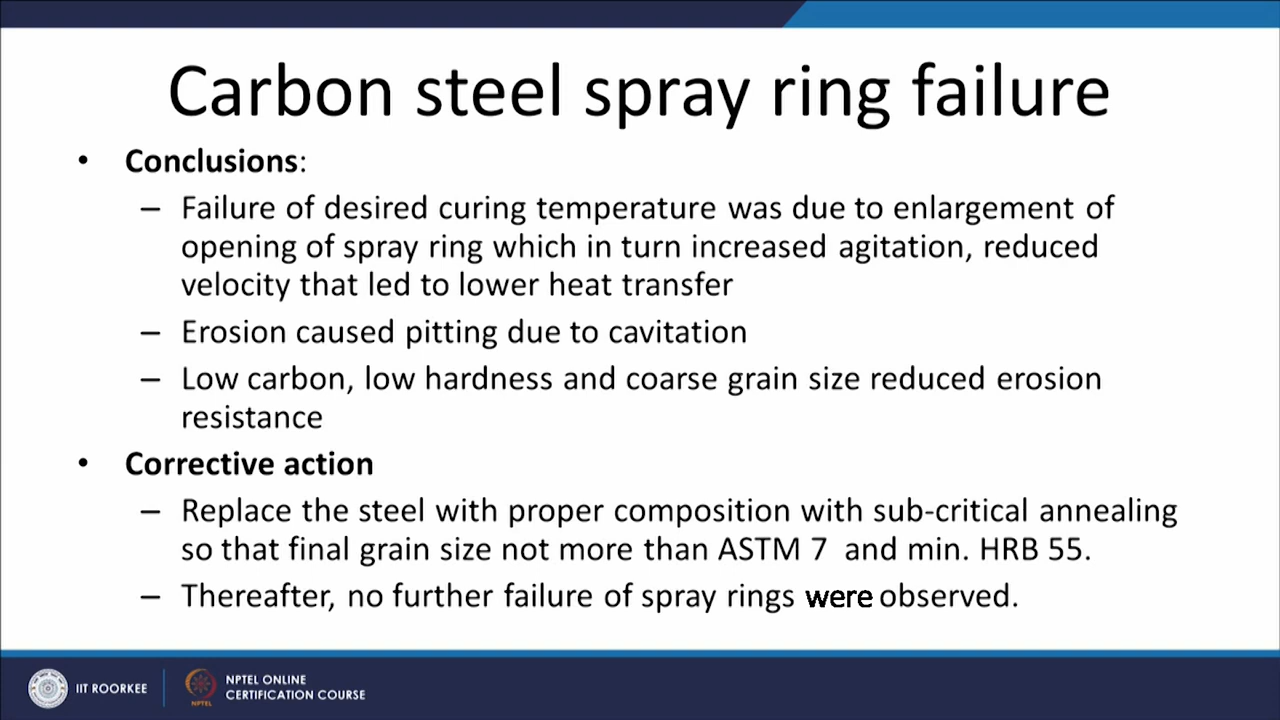 Carbon steel spray ring failure
• Conclusions:
– Failure of desired curing temperature was due to enlargement of
opening of spray ring which in turn increased agitation, reduced
velocity that led to lower heat transfer
– Erosion caused pitting due to cavitation
– Low carbon, low hardness and coarse grain size reduced erosion
resistance
• Corrective action
– Replace the steel with proper composition with sub-critical annealing
so that final grain size not more than ASTM 7 and min. HRB 55.
– Thereafter, no further failure of spray rings were observed.
IIT ROORKEE
NPTEL
NPTEL ONLINE
CERTIFICATION COURSE